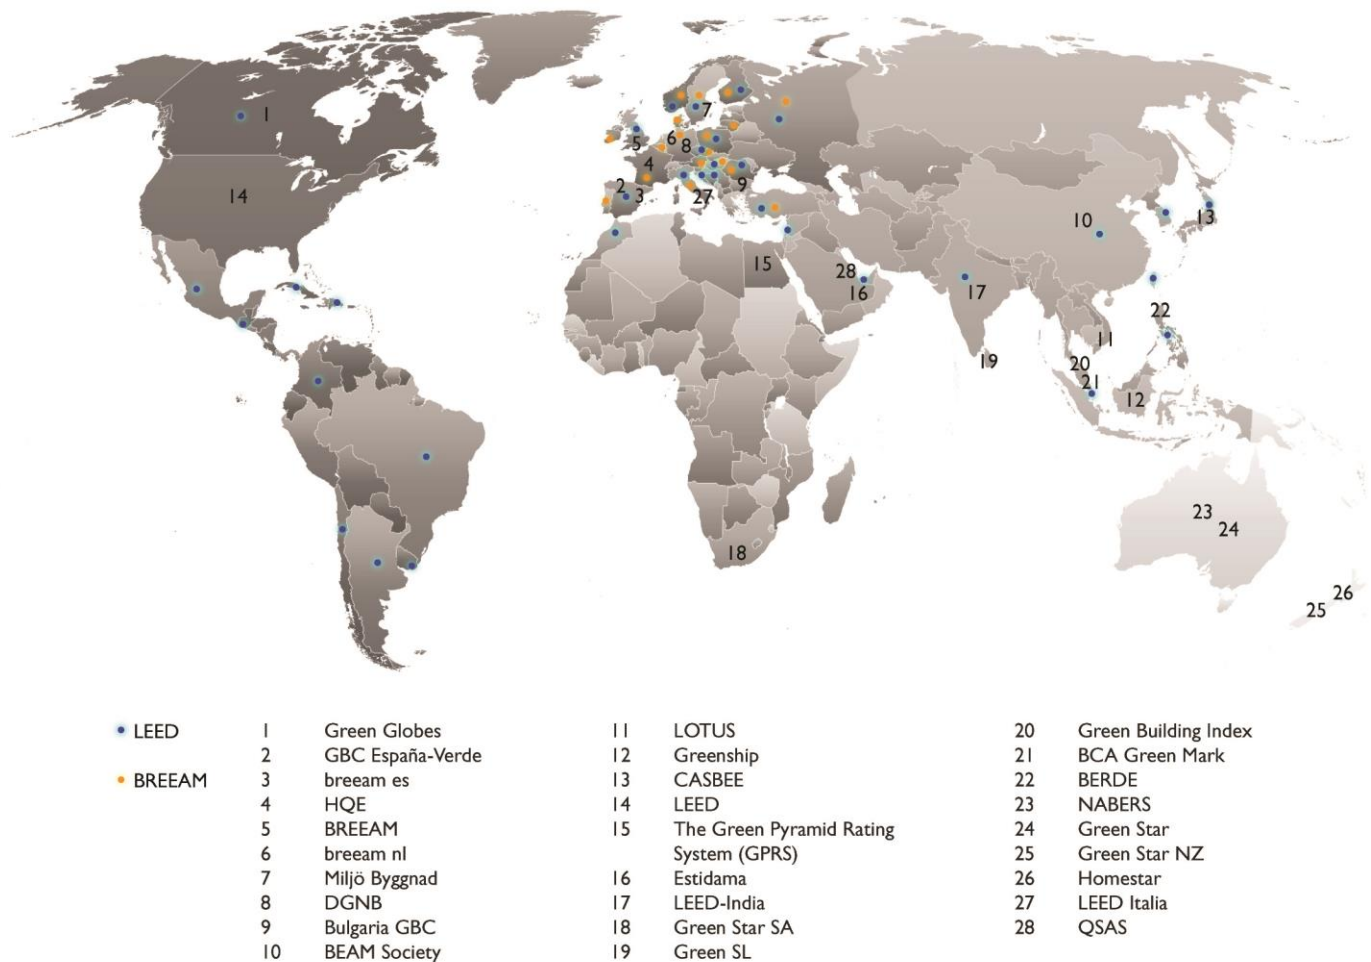 1
14
7
6
5
8
4
2
3
27
9
10
13
15
28
16
17
22
11
19
20
21
12
18
23
24
26
25
LEED
BREEAM
1 Green Globes
2 GBC España-Verde
3 breeam es
4 HQE
5 BREEAM
6 breeam nl
7 Miljö Byggnad
8 DGNB
9 Bulgaria GBC
10 BEAM Society
11 LOTUS
12 Greenship
13 CASBEE
14 LEED
15 The Green Pyramid Rating
System (GPRS)
16 Estidama
17 LEED-India
18 Green Star SA
19 Green SL
20 Green Building Index
21 BCA Green Mark
22 BERDE
23 NABERS
24 Green Star
25 Green Star NZ
26 Homestar
27 LEED Italia
28 QSAS